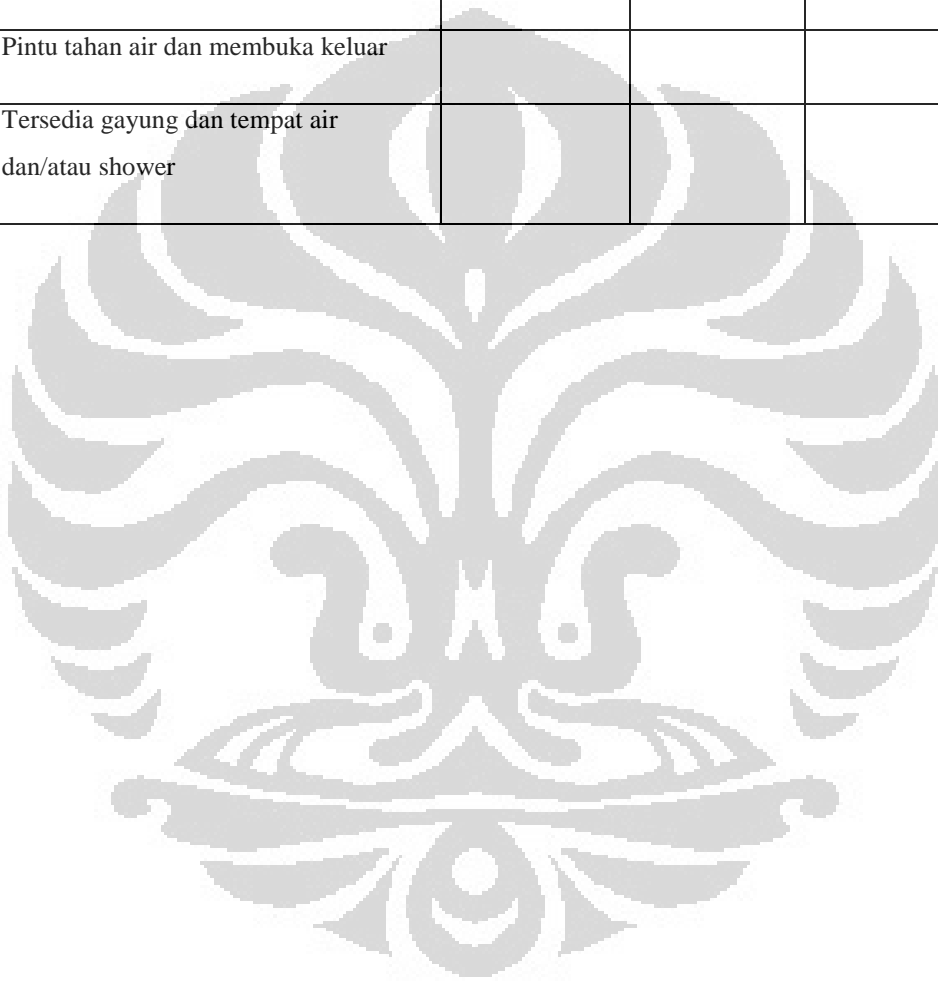 Pintu tahan air dan membuka keluar
Tersedia gayung dan tempat air
dan/atau shower